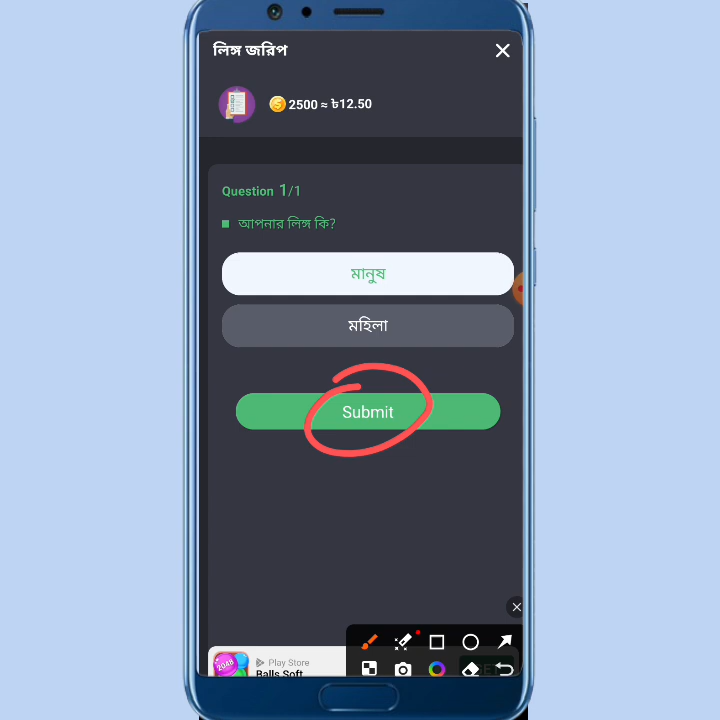 লিঙ্গ জরিপ
2500 ≈ ৳12.50
Question 1/1
আপনার লিঙ্গ কি?
মানুষ
মহিলা
Submit
2048
Play Store
Balls Soft